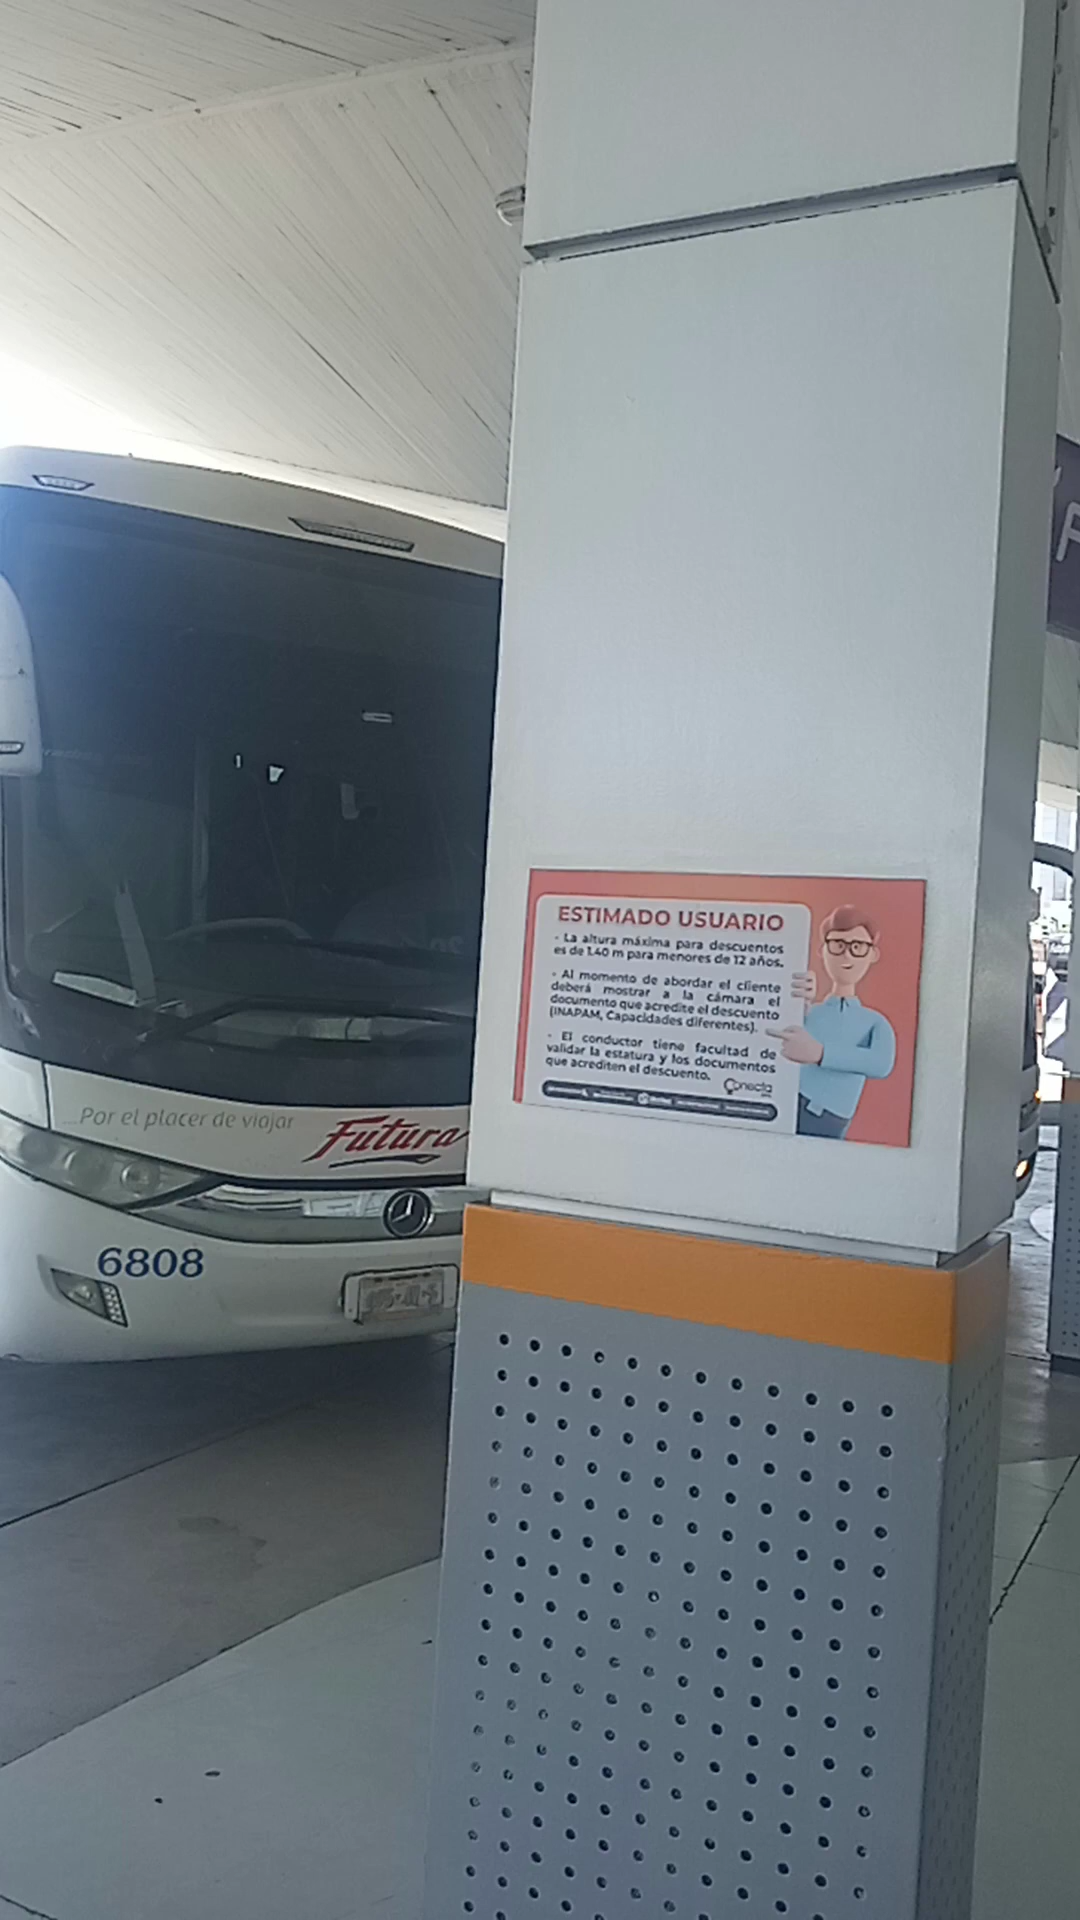 ESTIMADO USUARIO
- La altura máxima para descuentos
es de 1.40 m para menores de 12 años.
- Al momento de abordar el cliente
deberá mostrar a la cámara el
documento que acredite el descuento
(INAPAM, Capacidades diferentes).
- El conductor tiene facultad de
validar la estatura y los documentos
que acrediten el descuento.
Conecta
...Por el placer de viajar
Futura
6808